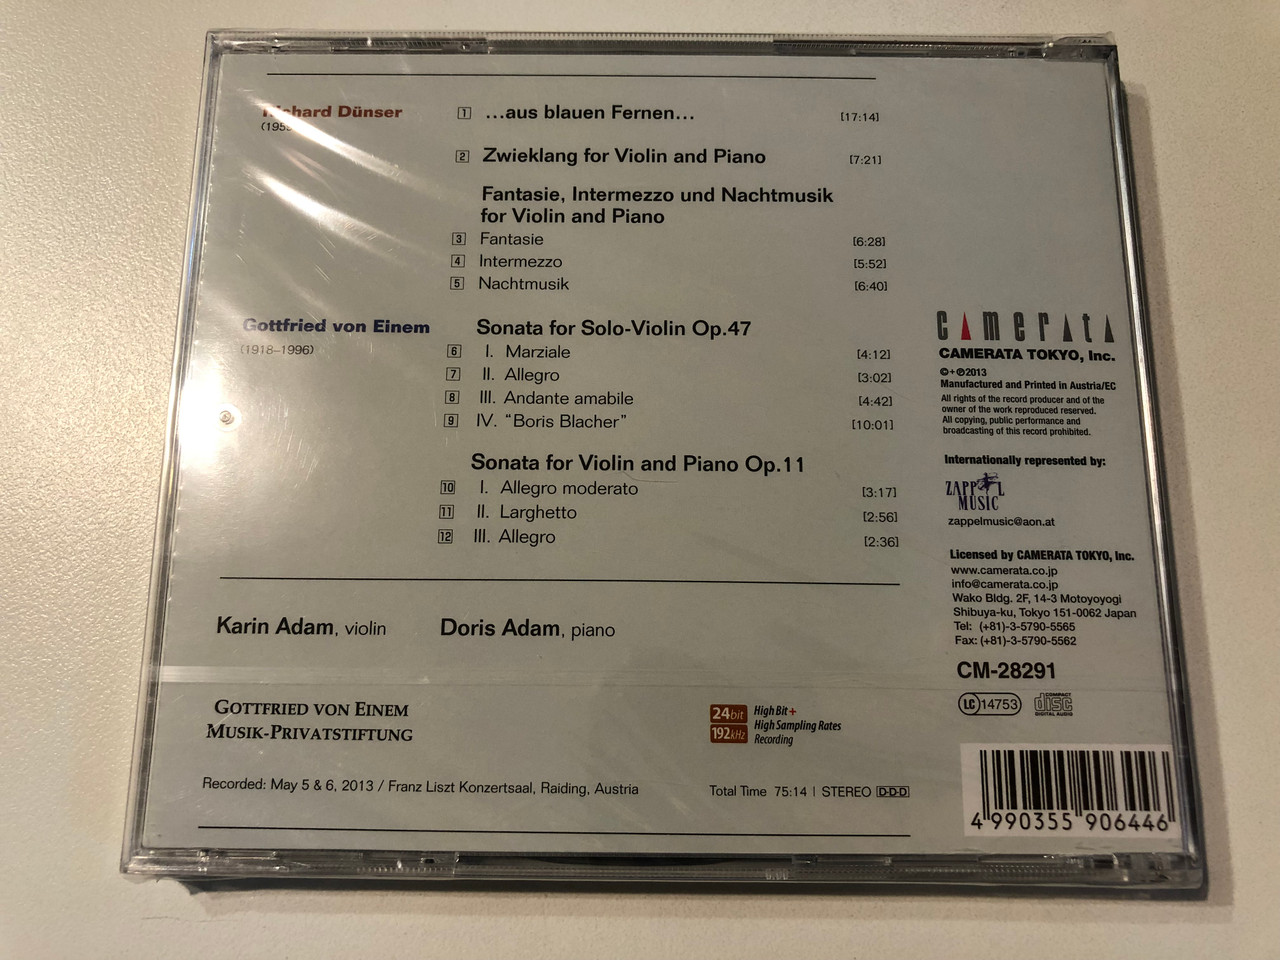 Richard Dünser
(195
1 ...aus blauen Fernen... [17:14]
2 Zwieklang for Violin and Piano [7:21]
Fantasie, Intermezzo und Nachtmusik
for Violin and Piano
3 Fantasie [6:28]
4 Intermezzo [5:52]
5 Nachtmusik [6:40]
Gottfried von Einem
(1918–1996)
Sonata for Solo-Violin Op.47
6 I. Marziale [4:12]
7 II. Allegro [3:02]
8 III. Andante amabile [4:42]
9 IV. “Boris Blacher” [10:01]
Sonata for Violin and Piano Op.11
10 I. Allegro moderato [3:17]
11 II. Larghetto [2:56]
12 III. Allegro [2:36]
Karin Adam, violin Doris Adam, piano
GOTTFRIED VON EINEM
MUSIK-PRIVATSTIFTUNG
24bit
192kHz
High Bit+
High Sampling Rates
Recording
Recorded: May 5 & 6, 2013 / Franz Liszt Konzertsaal, Raiding, Austria
Total Time 75:14 | STEREO DDD
camerata
CAMERATA TOKYO, Inc.
©+℗2013
Manufactured and Printed in Austria/EC
All rights of the record producer and of the
owner of the work reproduced reserved.
All copying, public performance and
broadcasting of this record prohibited.
Internationally represented by:
ZAPPEL
MUSIC
zappelmusic@aon.at
Licensed by CAMERATA TOKYO, Inc.
www.camerata.co.jp
info@camerata.co.jp
Wako Bldg. 2F, 14-3 Motoyoyogi
Shibuya-ku, Tokyo 151-0062 Japan
Tel: (+81)-3-5790-5565
Fax: (+81)-3-5790-5562
CM-28291
LC 14753
COMPACT
disc
DIGITAL AUDIO
4 990355 906446